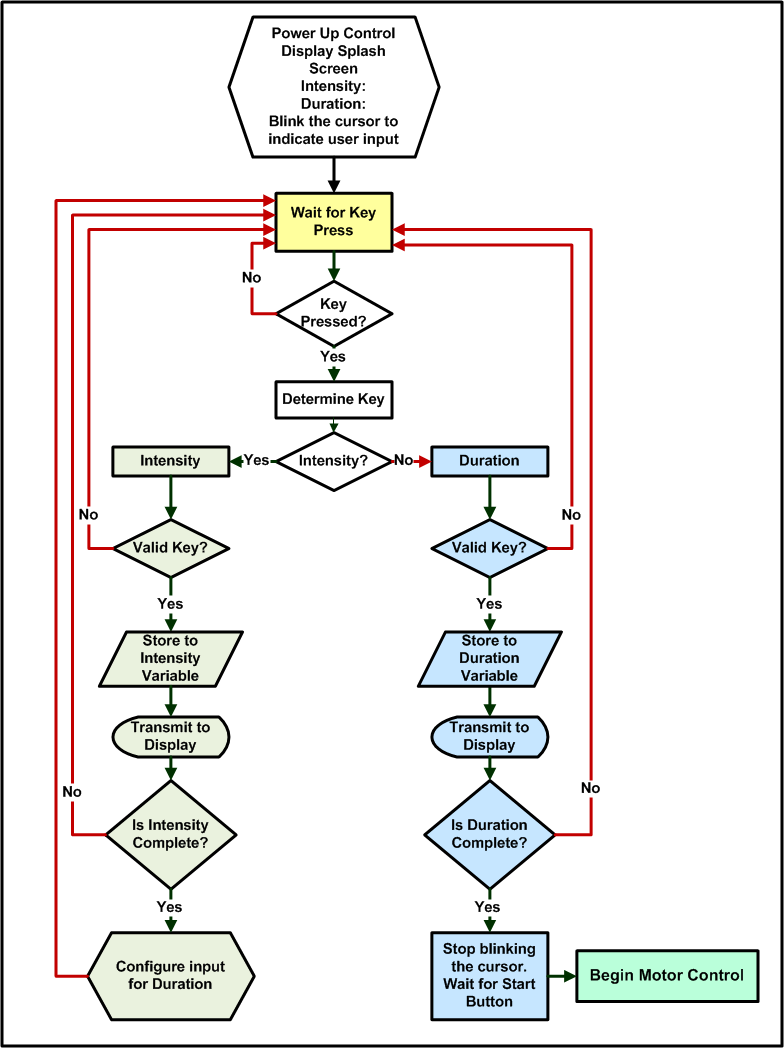 Power Up Control
Display Splash
Screen
Intensity:
Duration:
Blink the cursor to
indicate user input
Wait for Key
Press
No
Key
Pressed?
Yes
Determine Key
Intensity
Yes
Intensity?
No
Duration
No
Valid Key?
Valid Key?
No
Yes
Yes
Store to
Intensity
Variable
Store to
Duration
Variable
Transmit to
Display
Transmit to
Display
No
No
Is Intensity
Complete?
Is Duration
Complete?
Yes
Yes
Configure input
for Duration
Stop blinking
the cursor.
Wait for Start
Button
Begin Motor Control